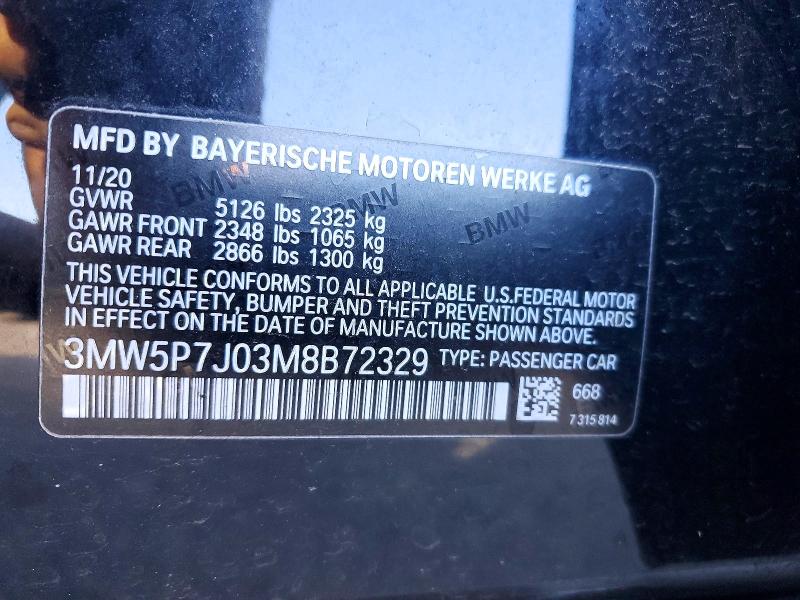 MFD BY BAYERISCHE MOTOREN WERKE AG
11/20
GVWR 5126 lbs 2325 kg
GAWR FRONT 2348 lbs 1065 kg
GAWR REAR 2866 lbs 1300 kg
BMW BMW BMW
THIS VEHICLE CONFORMS TO ALL APPLICABLE U.S.FEDERAL MOTOR
VEHICLE SAFETY, BUMPER AND THEFT PREVENTION STANDARDS
IN EFFECT ON THE DATE OF MANUFACTURE SHOWN ABOVE.
3MW5P7J03M8B72329 TYPE: PASSENGER CAR
668
7 315 814